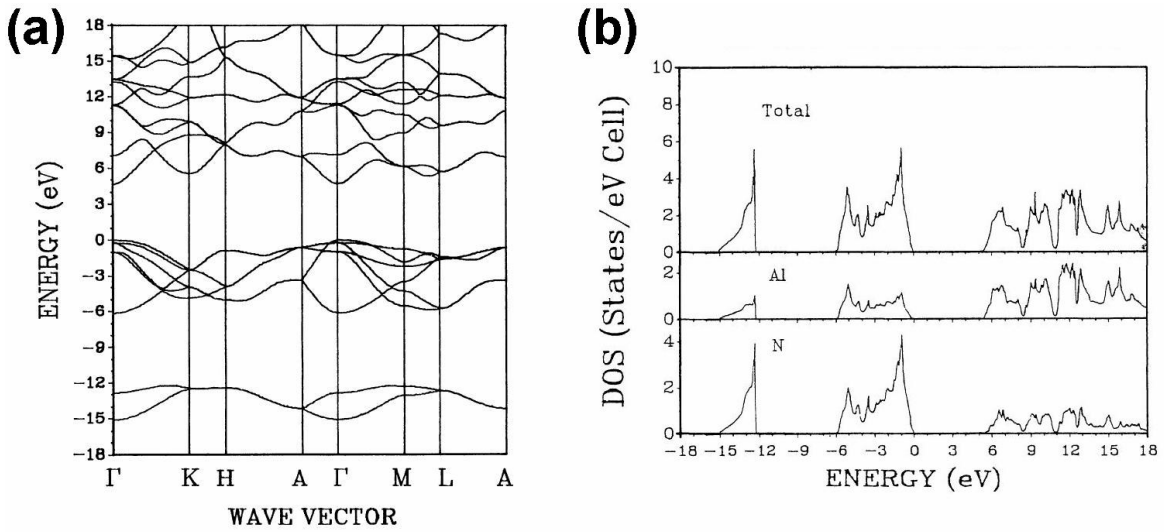 (a)
18
15
12
9
6
3
0
-3
-6
-9
-12
-15
-18
ENERGY (eV)
Γ K H A Γ M L A
WAVE VECTOR
(b)
10
8
6
4
2
0
Total
2
0
Al
4
2
0
N
DOS (States/eV Cell)
-18 -15 -12 -9 -6 -3 0 3 6 9 12 15 18
ENERGY (eV)